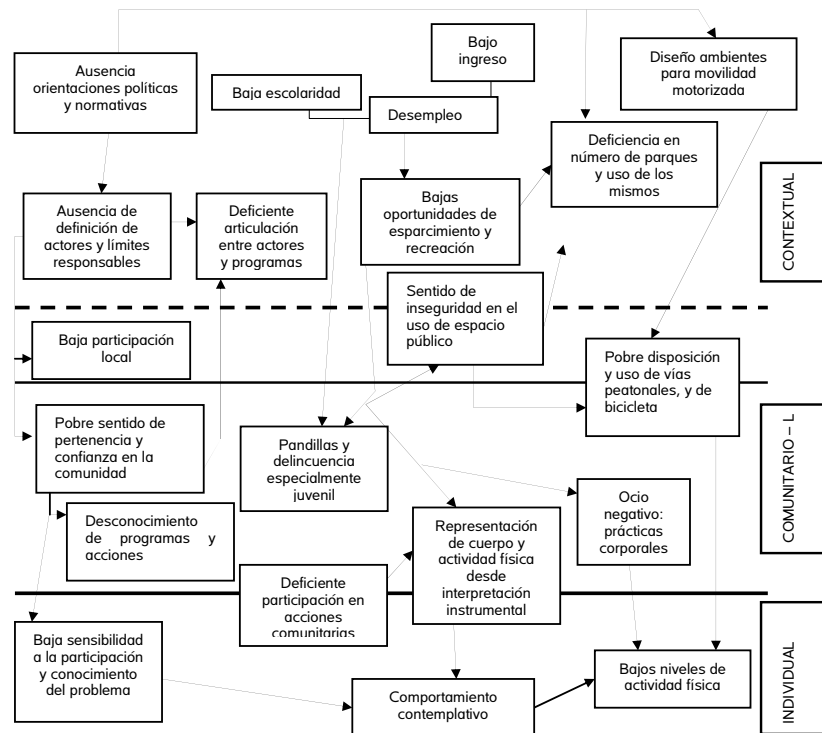 Ausencia
orientaciones políticas
y normativas
Baja escolaridad
Bajo
ingreso
Desempleo
Diseño ambientes
para movilidad
motorizada
Deficiencia en
número de parques
y uso de los
mismos
Ausencia de
definición de
actores y límites
responsables
Deficiente
articulación
entre actores
y programas
Bajas
oportunidades de
esparcimiento y
recreación
CONTEXTUAL
Sentido de
inseguridad en el
uso de espacio
público
Baja participación
local
Pobre disposición
y uso de vías
peatonales, y de
bicicleta
Pobre sentido de
pertenencia y
confianza en la
comunidad
Pandillas y
delincuencia
especialmente
juvenil
COMUNITARIO – L
Desconocimiento
de programas y
acciones
Representación
de cuerpo y
actividad física
desde
interpretación
instrumental
Ocio
negativo:
prácticas
corporales
Deficiente
participación en
acciones
comunitarias
Baja sensibilidad
a la participación
y conocimiento
del problema
Comportamiento
contemplativo
Bajos niveles de
actividad física
INDIVIDUAL